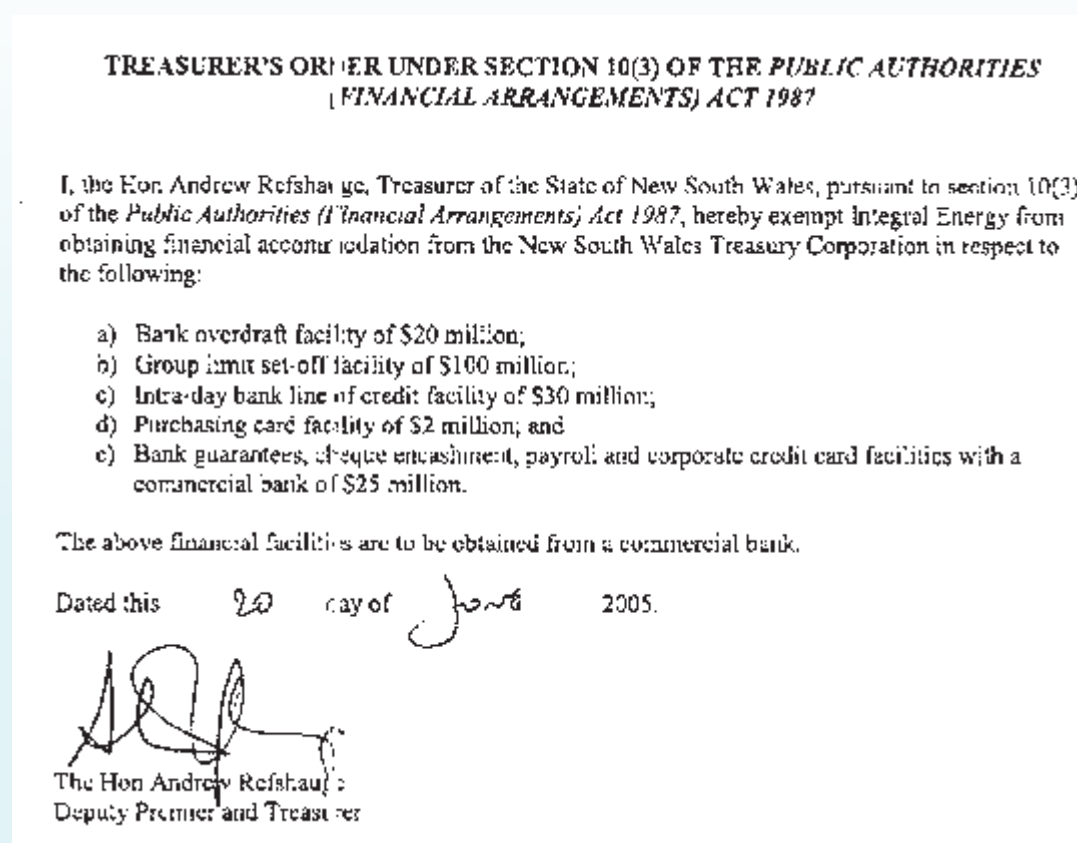 TREASURER'S ORDER UNDER SECTION 10(3) OF THE PUBLIC AUTHORITIES
(FINANCIAL ARRANGEMENTS) ACT 1987
I, the Hon Andrew Refshauge, Treasurer of the State of New South Wales, pursuant to section 10(3)
of the Public Authorities (Financial Arrangements) Act 1987, hereby exempt Integral Energy from
obtaining financial accommodation from the New South Wales Treasury Corporation in respect to
the following:
a) Bank overdraft facility of $20 million;
b) Group limit set-off facility of $100 million;
c) Intra-day bank line of credit facility of $30 million;
d) Purchasing card facility of $2 million; and
e) Bank guarantees, cheque encashment, payroll and corporate credit card facilities with a
commercial bank of $25 million.
The above financial facilities are to be obtained from a commercial bank.
Dated this 20 day of June 2005.
The Hon Andrew Refshauge
Deputy Premier and Treasurer